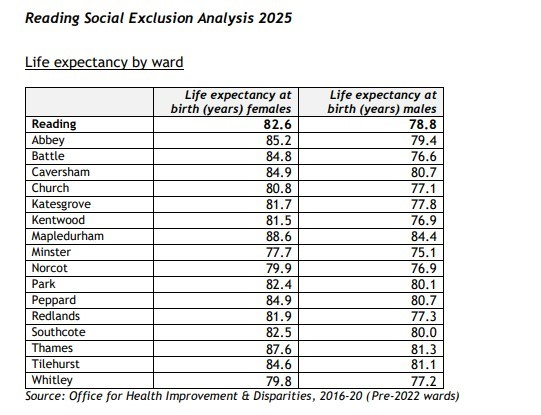 Reading Social Exclusion Analysis 2025
Life expectancy by ward
Life expectancy at birth (years) females Life expectancy at birth (years) males
Reading 82.6 78.8
Abbey 85.2 79.4
Battle 84.8 76.6
Caversham 84.9 80.7
Church 80.8 77.1
Katesgrove 81.7 77.8
Kentwood 81.5 76.9
Mapledurham 88.6 84.4
Minster 77.7 75.1
Norcot 79.9 76.9
Park 82.4 80.1
Peppard 84.9 80.7
Redlands 81.9 77.3
Southcote 82.5 80.0
Thames 87.6 81.3
Tilehurst 84.6 81.1
Whitley 79.8 77.2
Source: Office for Health Improvement & Disparities, 2016-20 (Pre-2022 wards)